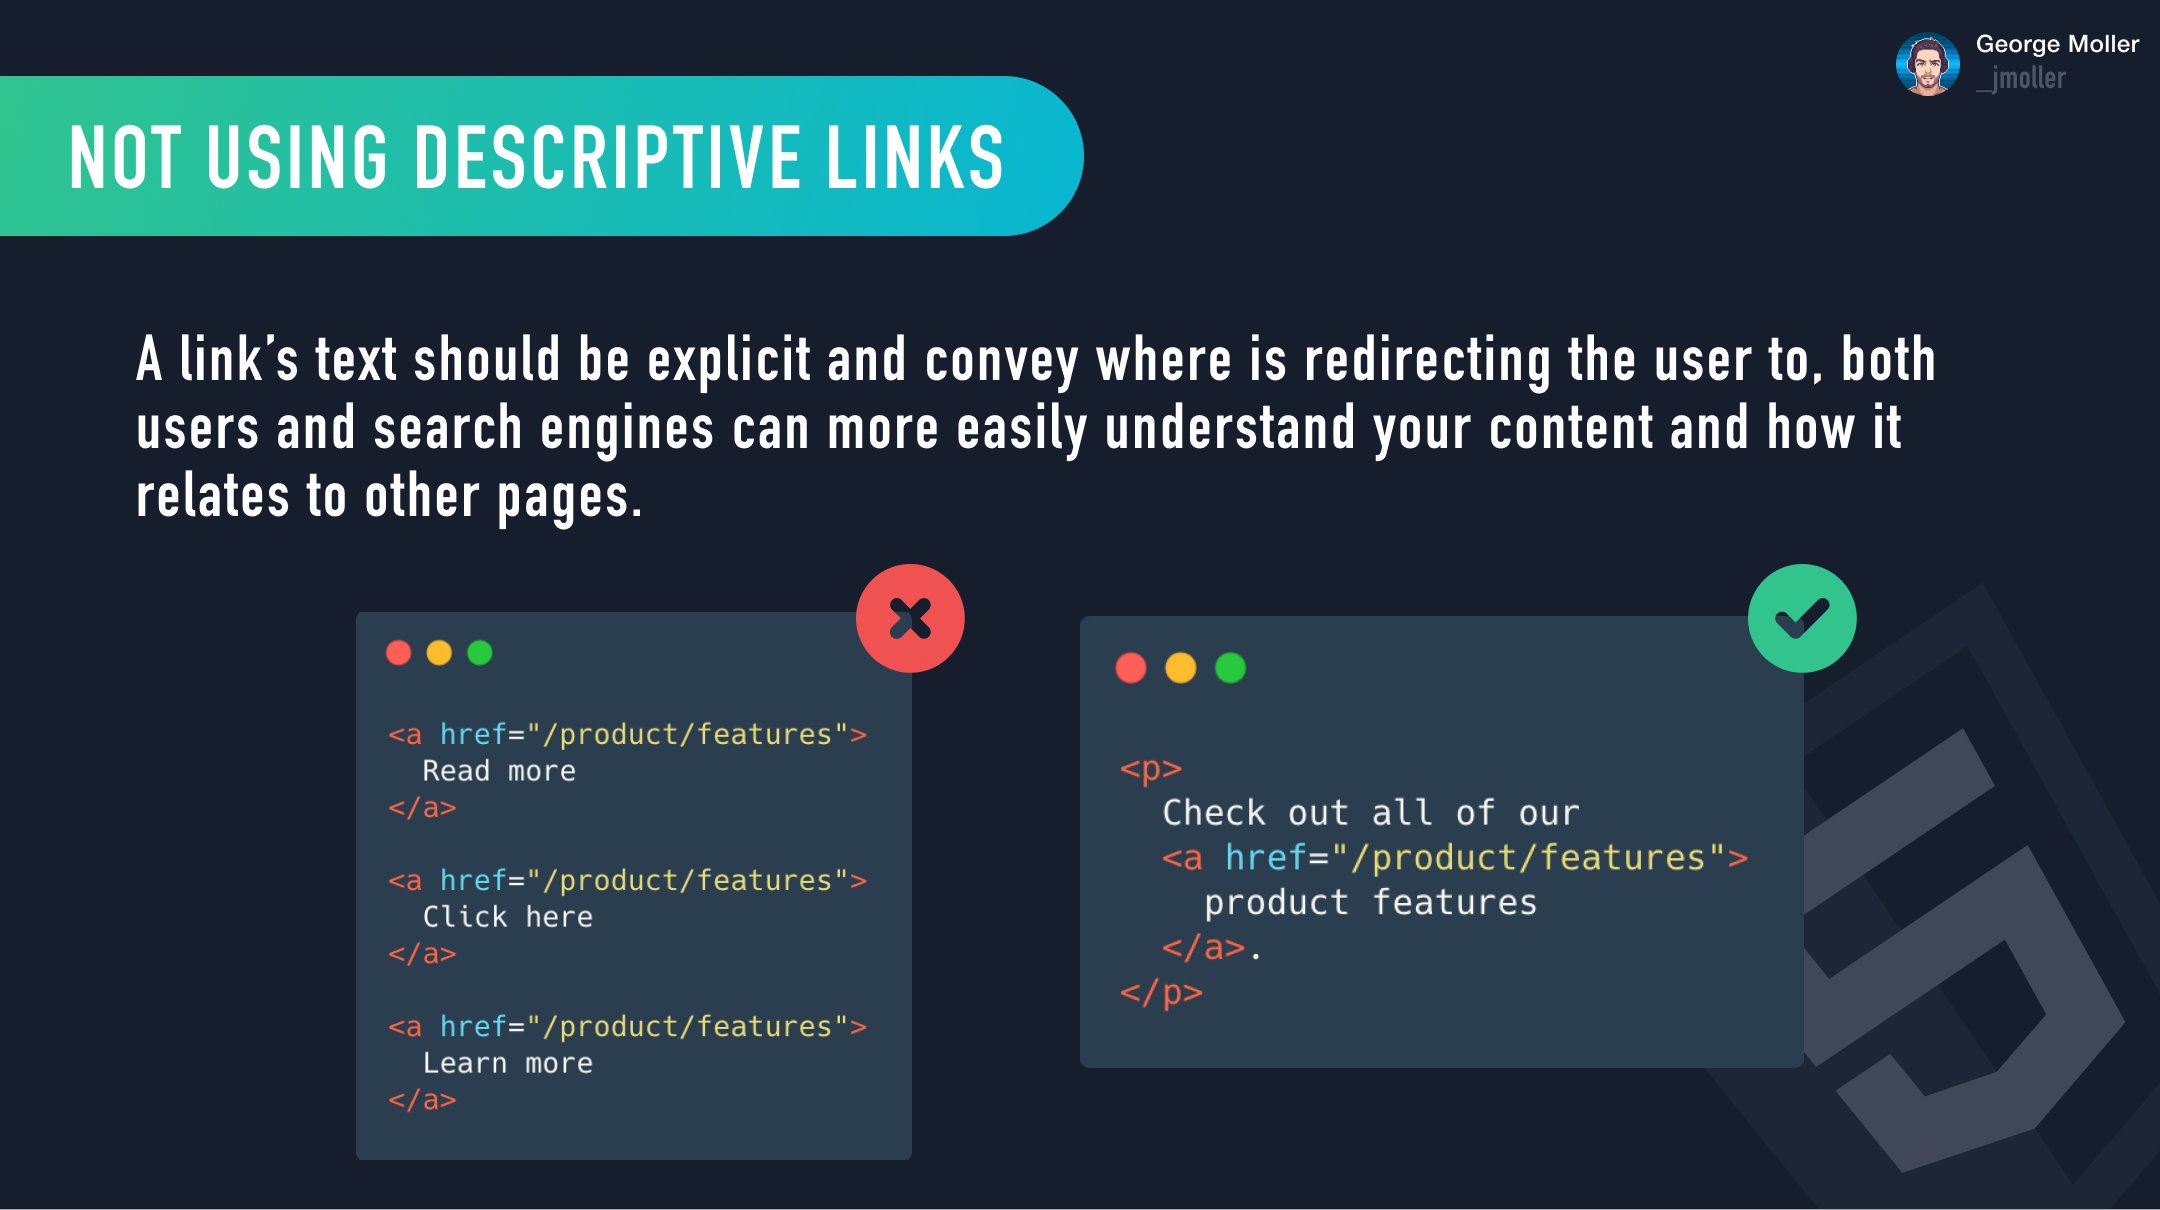 George Moller
_jmoller
NOT USING DESCRIPTIVE LINKS
A link’s text should be explicit and convey where is redirecting the user to, both
users and search engines can more easily understand your content and how it
relates to other pages.
<a href="/product/features">
  Read more
</a>
<a href="/product/features">
  Click here
</a>
<a href="/product/features">
  Learn more
</a>
<p>
  Check out all of our
  <a href="/product/features">
    product features
  </a>.
</p>